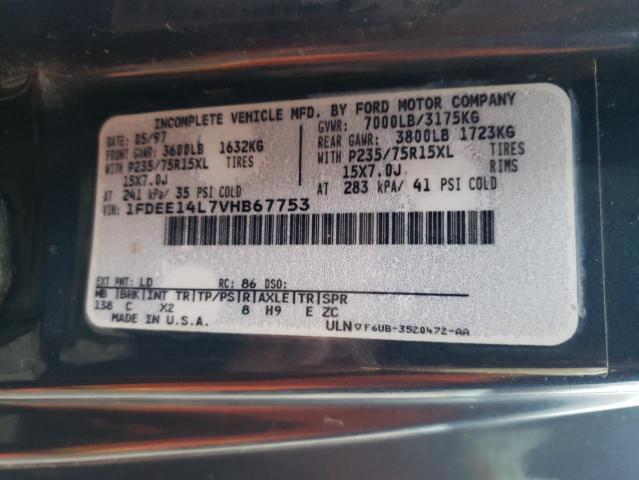 INCOMPLETE VEHICLE MFD. BY FORD MOTOR COMPANY
DATE: 05/97 GVWR: 7000LB/3175KG
FRONT GAWR: 3600LB 1632KG REAR GAWR: 3800LB 1723KG
WITH P235/75R15XL TIRES WITH P235/75R15XL TIRES
15X7.0J 15X7.0J RIMS
AT 241 kPa/ 35 PSI COLD AT 283 kPa/ 41 PSI COLD
VIN: 1FDEE14L7VHB67753
EXT PNT: LD RC: 86 DSO:
WB |BRK|INT TR|TP/PS|R|AXLE|TR|SPR
138 C X2 8 H9 E ZC
MADE IN U.S.A. ULN F6UB-3520472-AA